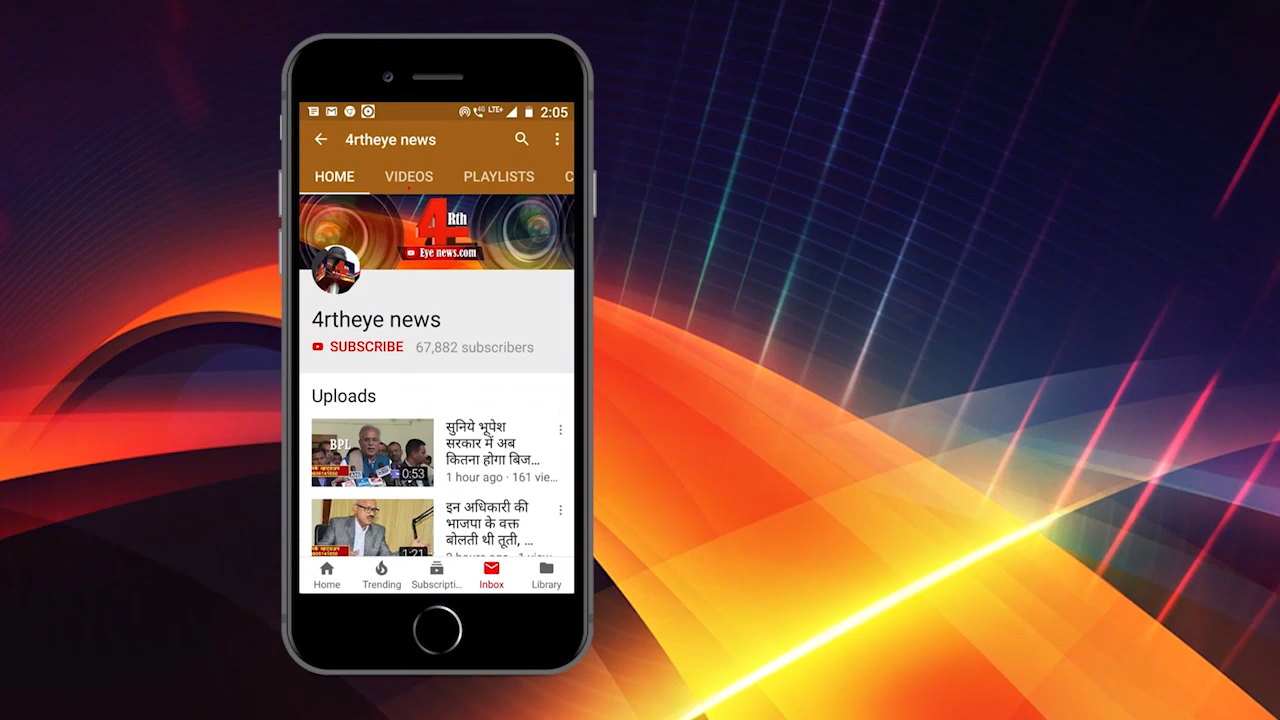 4G LTE+ 2:05
4rtheye news
HOME VIDEOS PLAYLISTS C
4 Rth
Eye news.com
4rtheye news
SUBSCRIBE 67,882 subscribers
Uploads
BPL
0:53
सुनिये भूपेश
सरकार में अब
कितना होगा बिज...
1 hour ago · 161 vie...
1:21
इन अधिकारी की
भाजपा के वक्त
बोलती थी तूती, ...
Home Trending Subscripti... Inbox Library